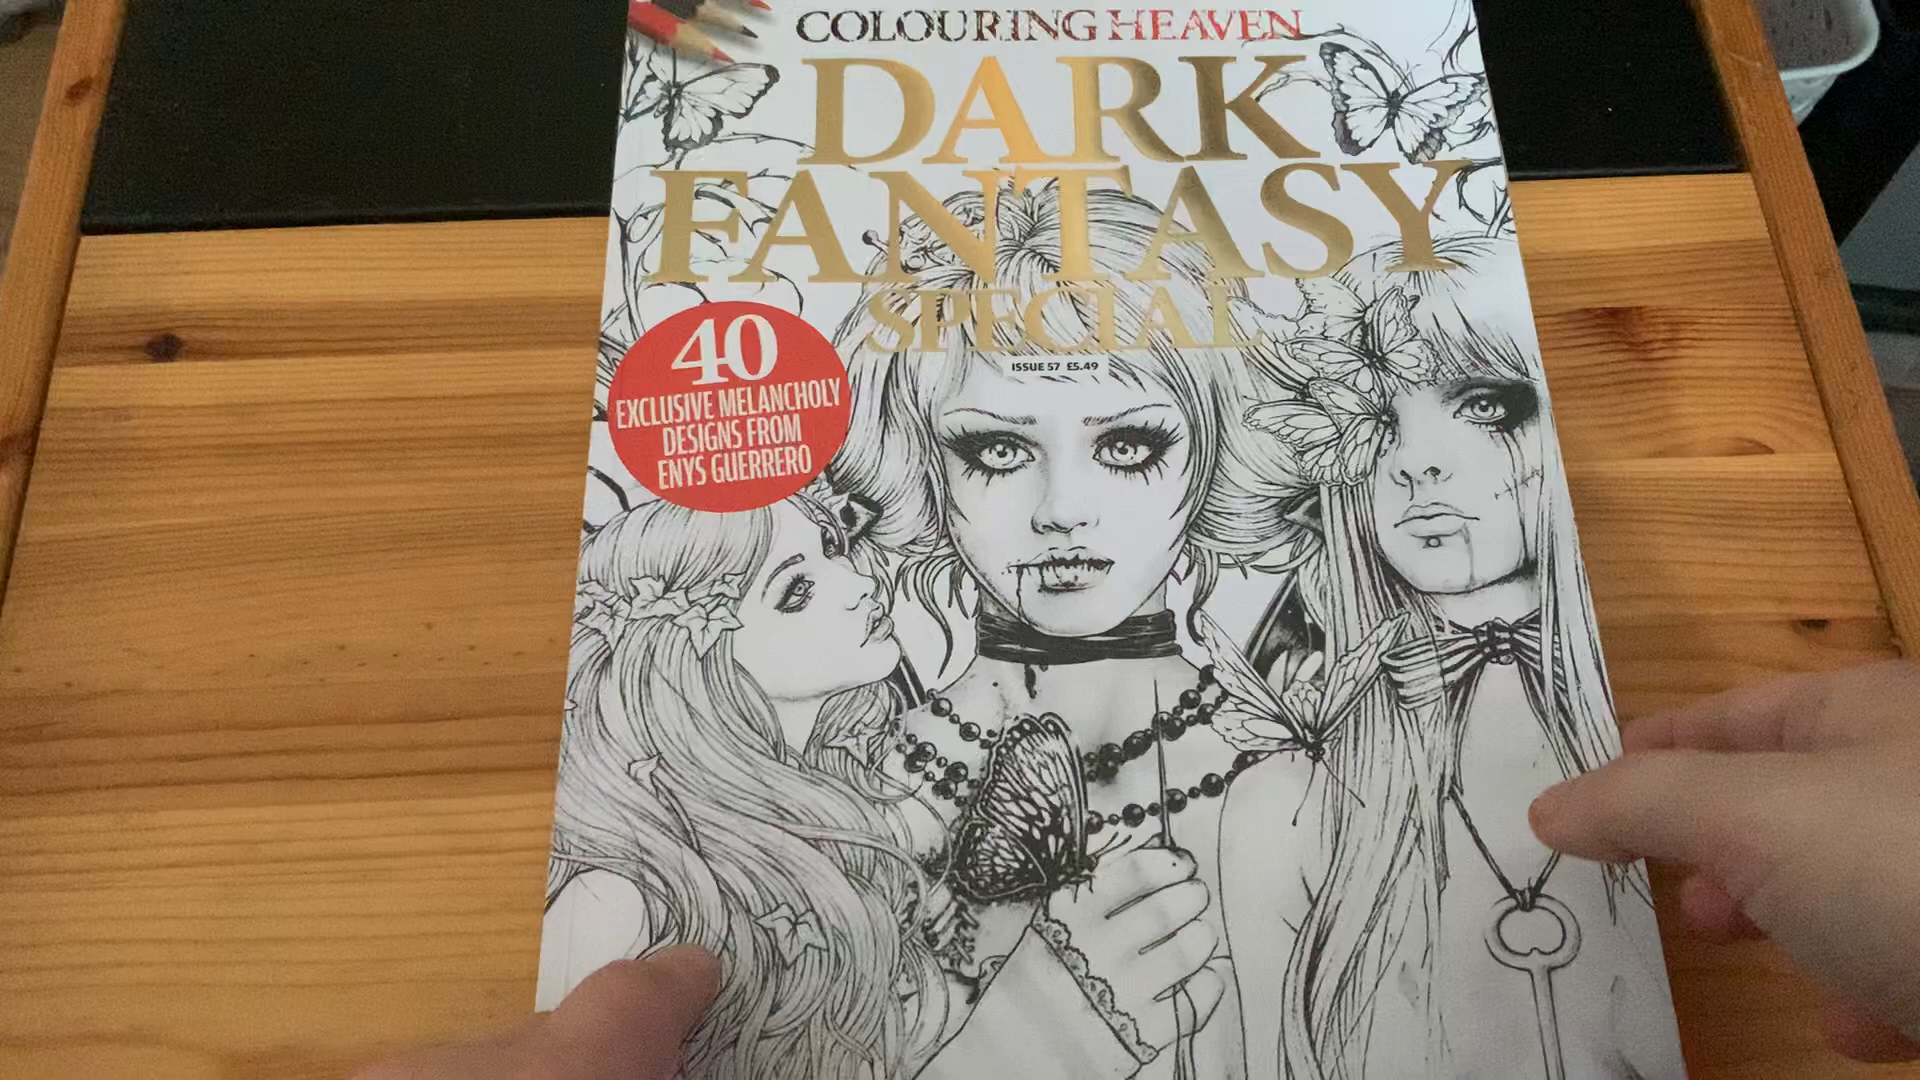 COLOURING HEAVEN
DARK
FANTASY
SPECIAL
ISSUE 57 £5.49
40
EXCLUSIVE MELANCHOLY
DESIGNS FROM
ENYS GUERRERO